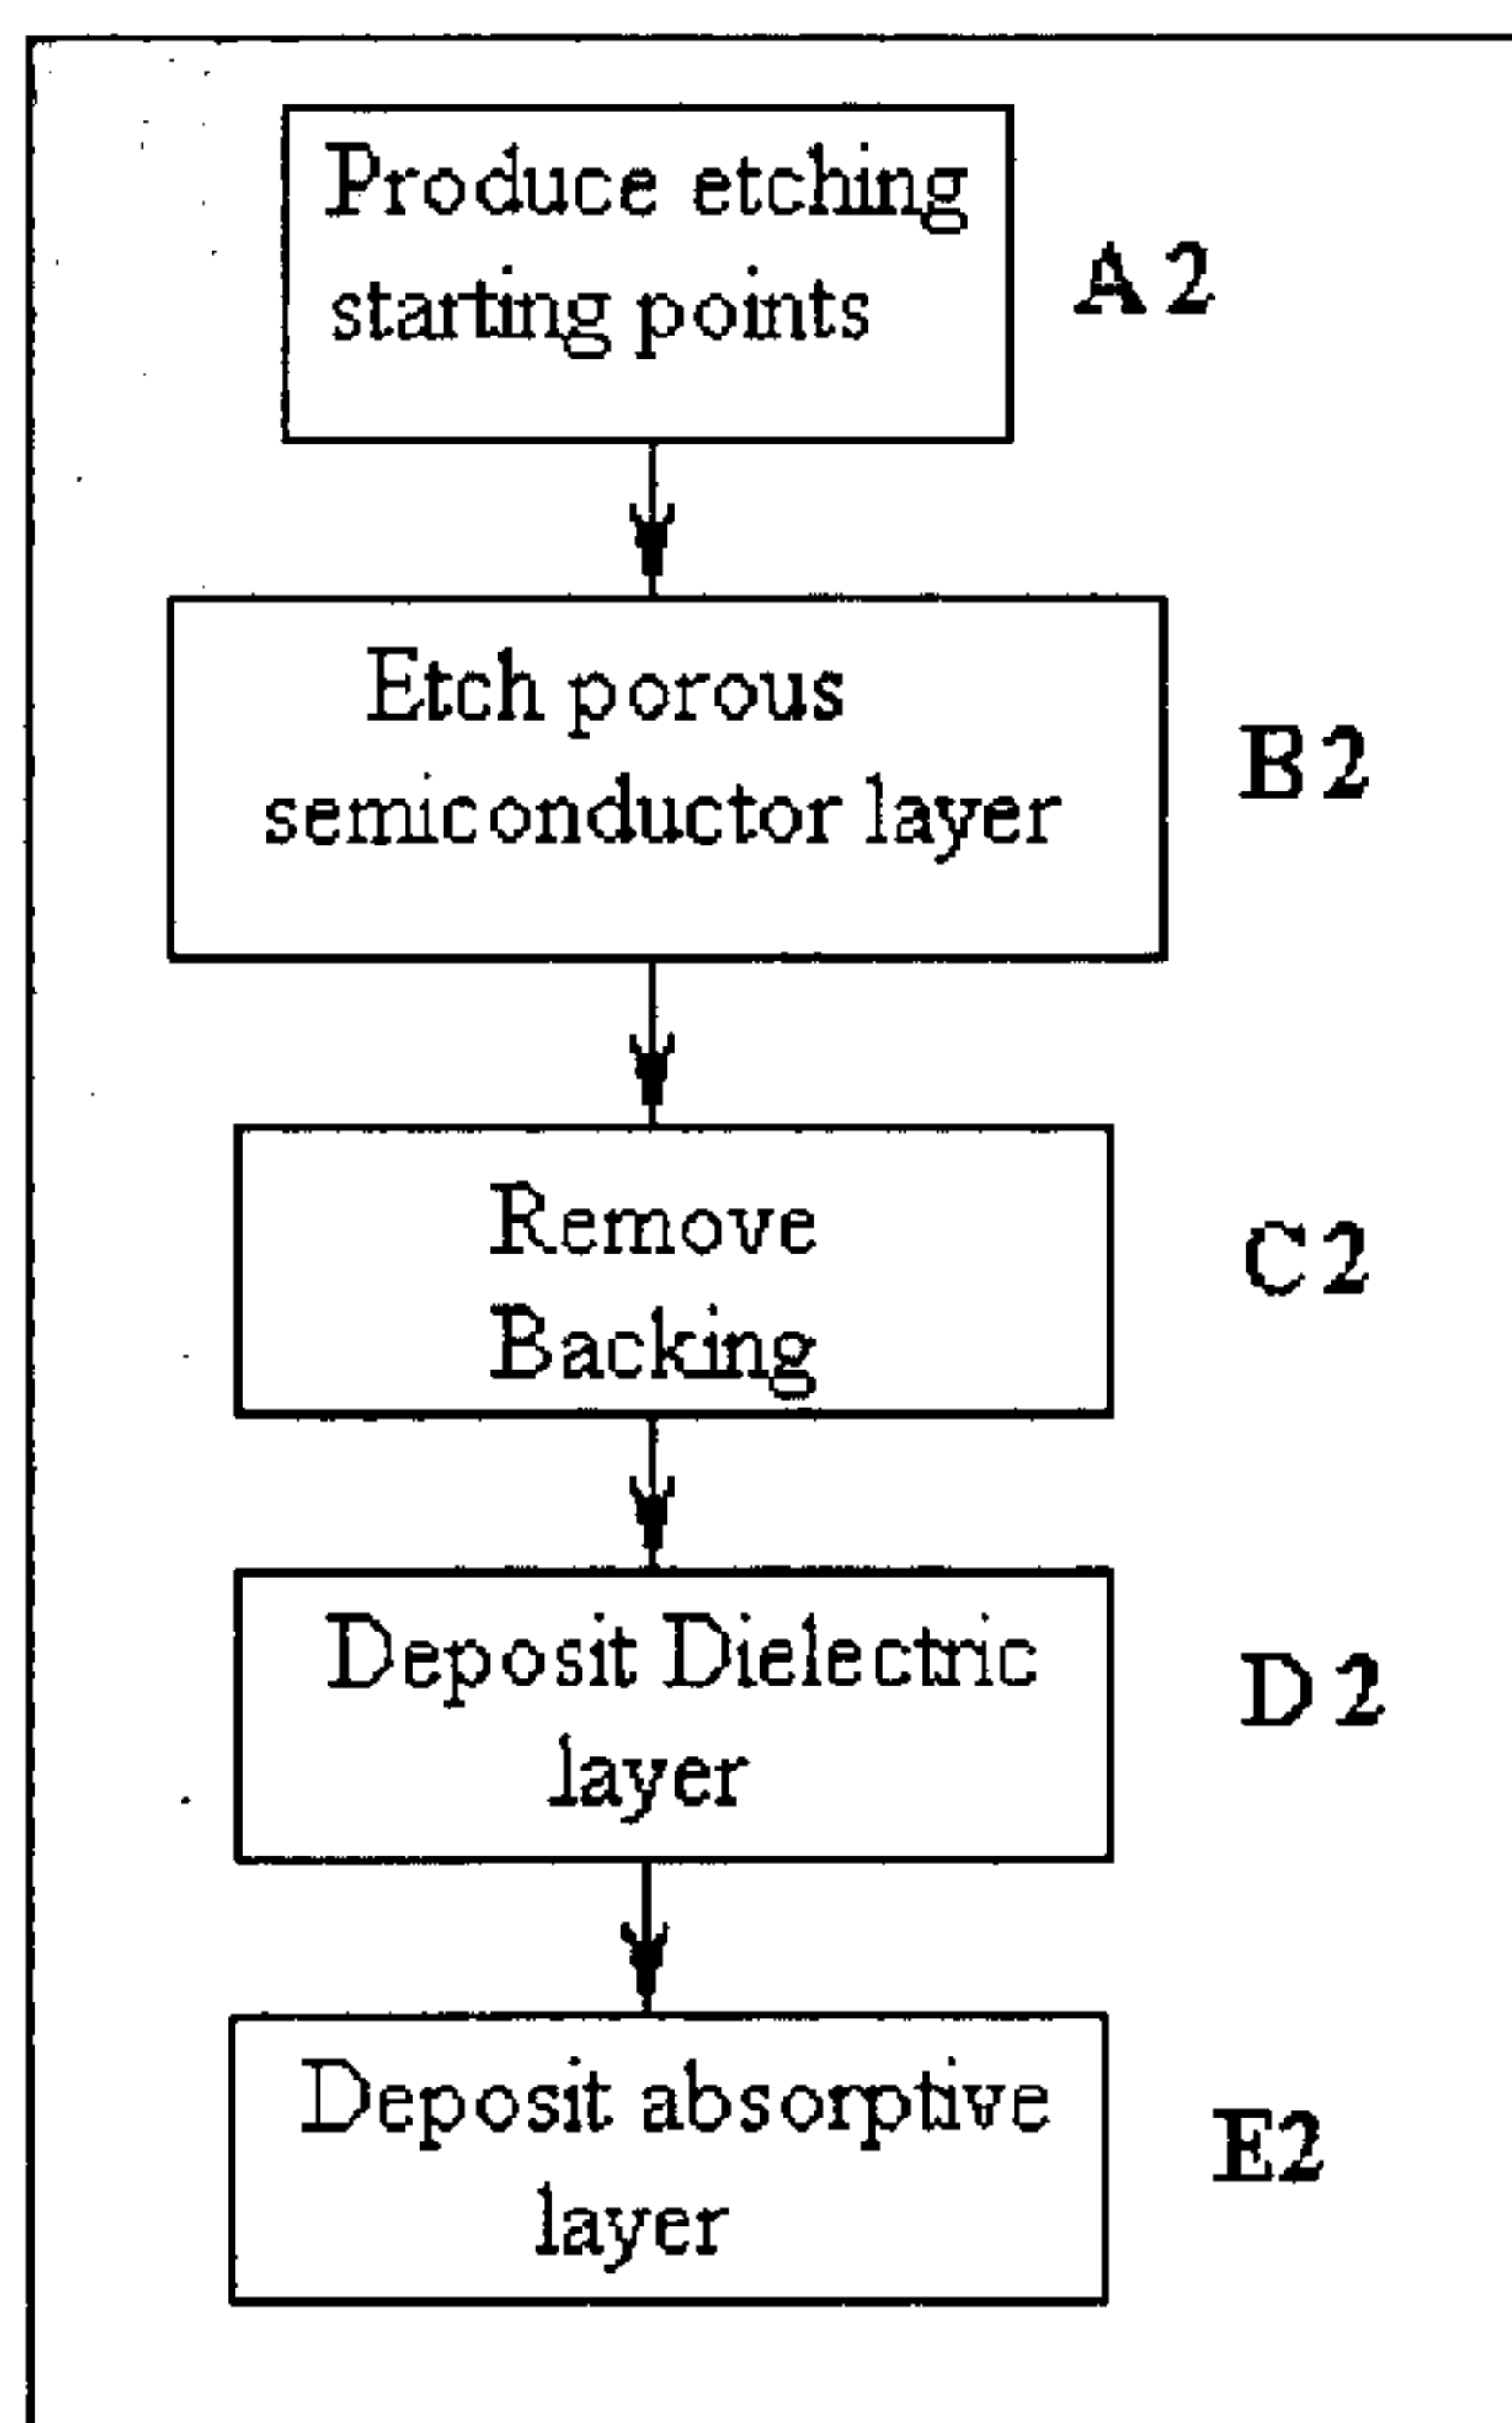 Produce etching
starting points
A2
Etch porous
semiconductor layer
B2
Remove
Backing
C2
Deposit Dielectric
layer
D2
Deposit absorptive
layer
E2